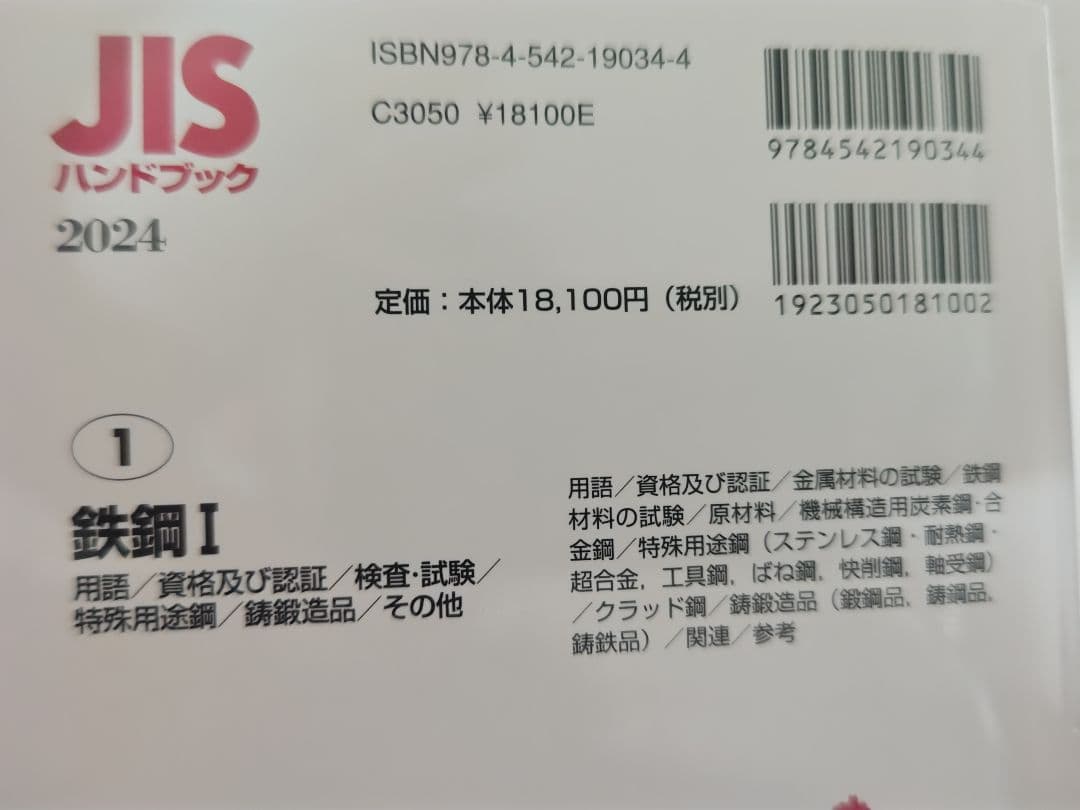 JIS
ハンドブック
2024
ISBN978-4-542-19034-4
C3050 ¥18100E
9784542190344
1923050181002
定価：本体18,100円（税別）
1
鉄鋼Ⅰ
用語／資格及び認証／検査・試験／
特殊用途鋼／鋳鍛造品／その他
用語／資格及び認証／金属材料の試験／鉄鋼
材料の試験／原材料／機械構造用炭素鋼・合
金鋼／特殊用途鋼（ステンレス鋼・耐熱鋼・
超合金，工具鋼，ばね鋼，快削鋼，軸受鋼）
／クラッド鋼／鋳鍛造品（鍛鋼品，鋳鋼品，
鋳鉄品）／関連／参考